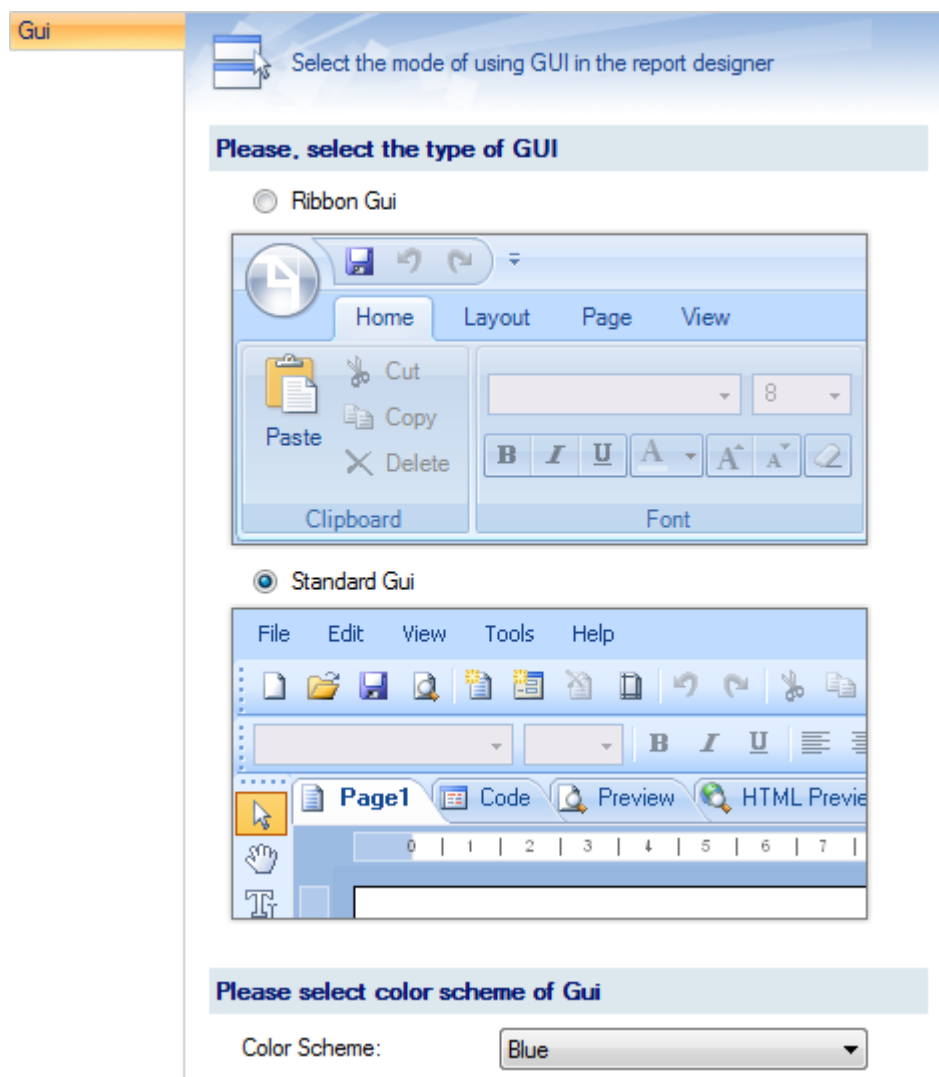 Gui
Select the mode of using GUI in the report designer
Please, select the type of GUI
Ribbon Gui
Home Layout Page View
Cut
8
Copy
Paste
B I U A A A
Delete
Clipboard Font
Standard Gui
File Edit View Tools Help
B I U
Page1 Code Preview HTML Previe
0 1 2 3 4 5 6 7
Please select color scheme of Gui
Color Scheme: Blue